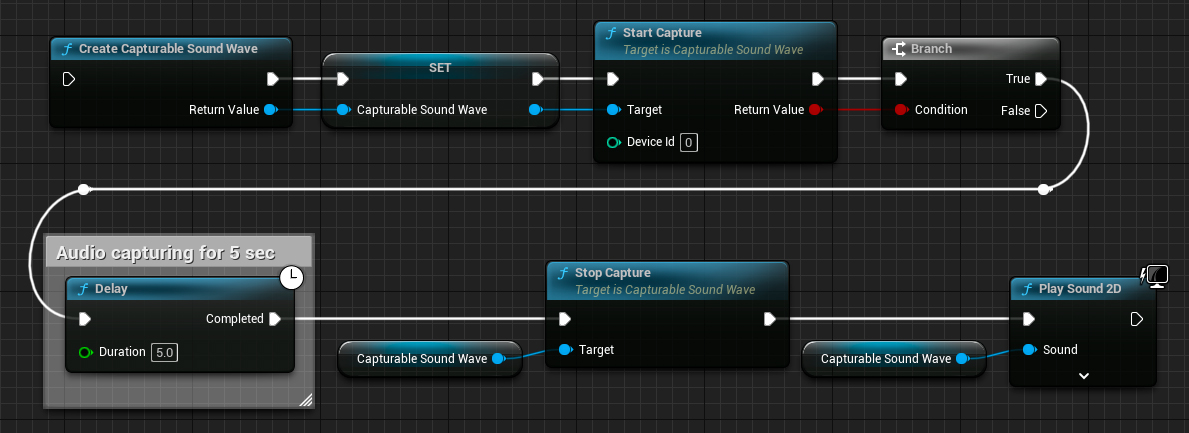 Create Capturable Sound Wave
Return Value
SET
Capturable Sound Wave
Start Capture
Target is Capturable Sound Wave
Target
Return Value
Device Id 0
Branch
True
Condition
False
Audio capturing for 5 sec
Delay
Completed
Duration 5.0
Capturable Sound Wave
Stop Capture
Target is Capturable Sound Wave
Target
Capturable Sound Wave
Play Sound 2D
Sound